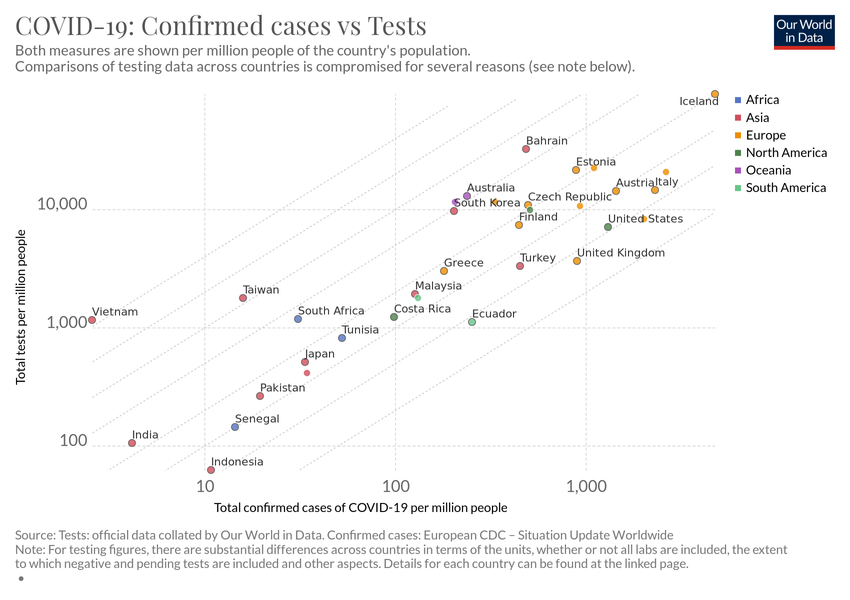 COVID-19: Confirmed cases vs Tests
Both measures are shown per million people of the country's population.
Comparisons of testing data across countries is compromised for several reasons (see note below).
Our World
in Data
Iceland
Africa
Asia
Europe
North America
Oceania
South America
Bahrain
Estonia
Australia
Austria
Italy
Czech Republic
South Korea
10,000
Finland
United States
Total tests per million people
Greece
Turkey
United Kingdom
Taiwan
Malaysia
Vietnam
South Africa
Costa Rica
Ecuador
1,000
Tunisia
Japan
Pakistan
Senegal
India
100
Indonesia
10
100
1,000
Total confirmed cases of COVID-19 per million people
Source: Tests: official data collated by Our World in Data. Confirmed cases: European CDC – Situation Update Worldwide
Note: For testing figures, there are substantial differences across countries in terms of the units, whether or not all labs are included, the extent
to which negative and pending tests are included and other aspects. Details for each country can be found at the linked page.